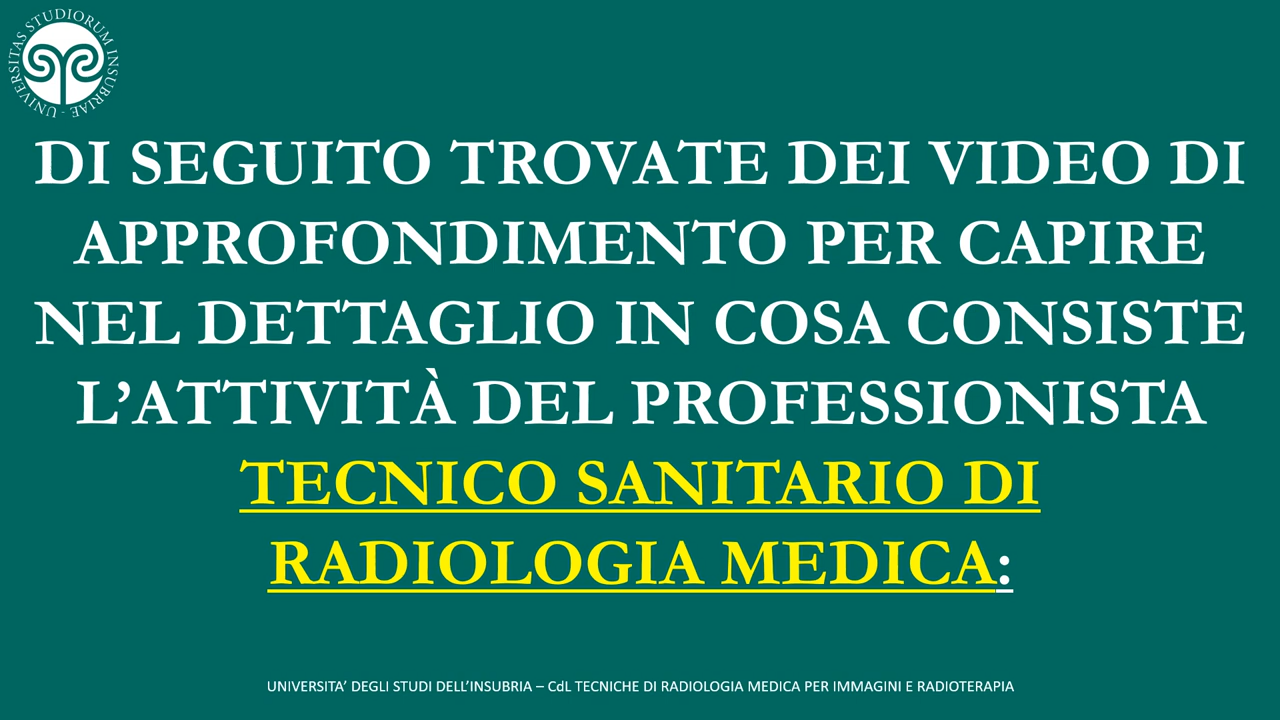 UNIVERSITAS STUDIORUM INSUBRIAE -
DI SEGUITO TROVATE DEI VIDEO DI
APPROFONDIMENTO PER CAPIRE
NEL DETTAGLIO IN COSA CONSISTE
L’ATTIVITÀ DEL PROFESSIONISTA
TECNICO SANITARIO DI
RADIOLOGIA MEDICA:
UNIVERSITA’ DEGLI STUDI DELL’INSUBRIA – CdL TECNICHE DI RADIOLOGIA MEDICA PER IMMAGINI E RADIOTERAPIA